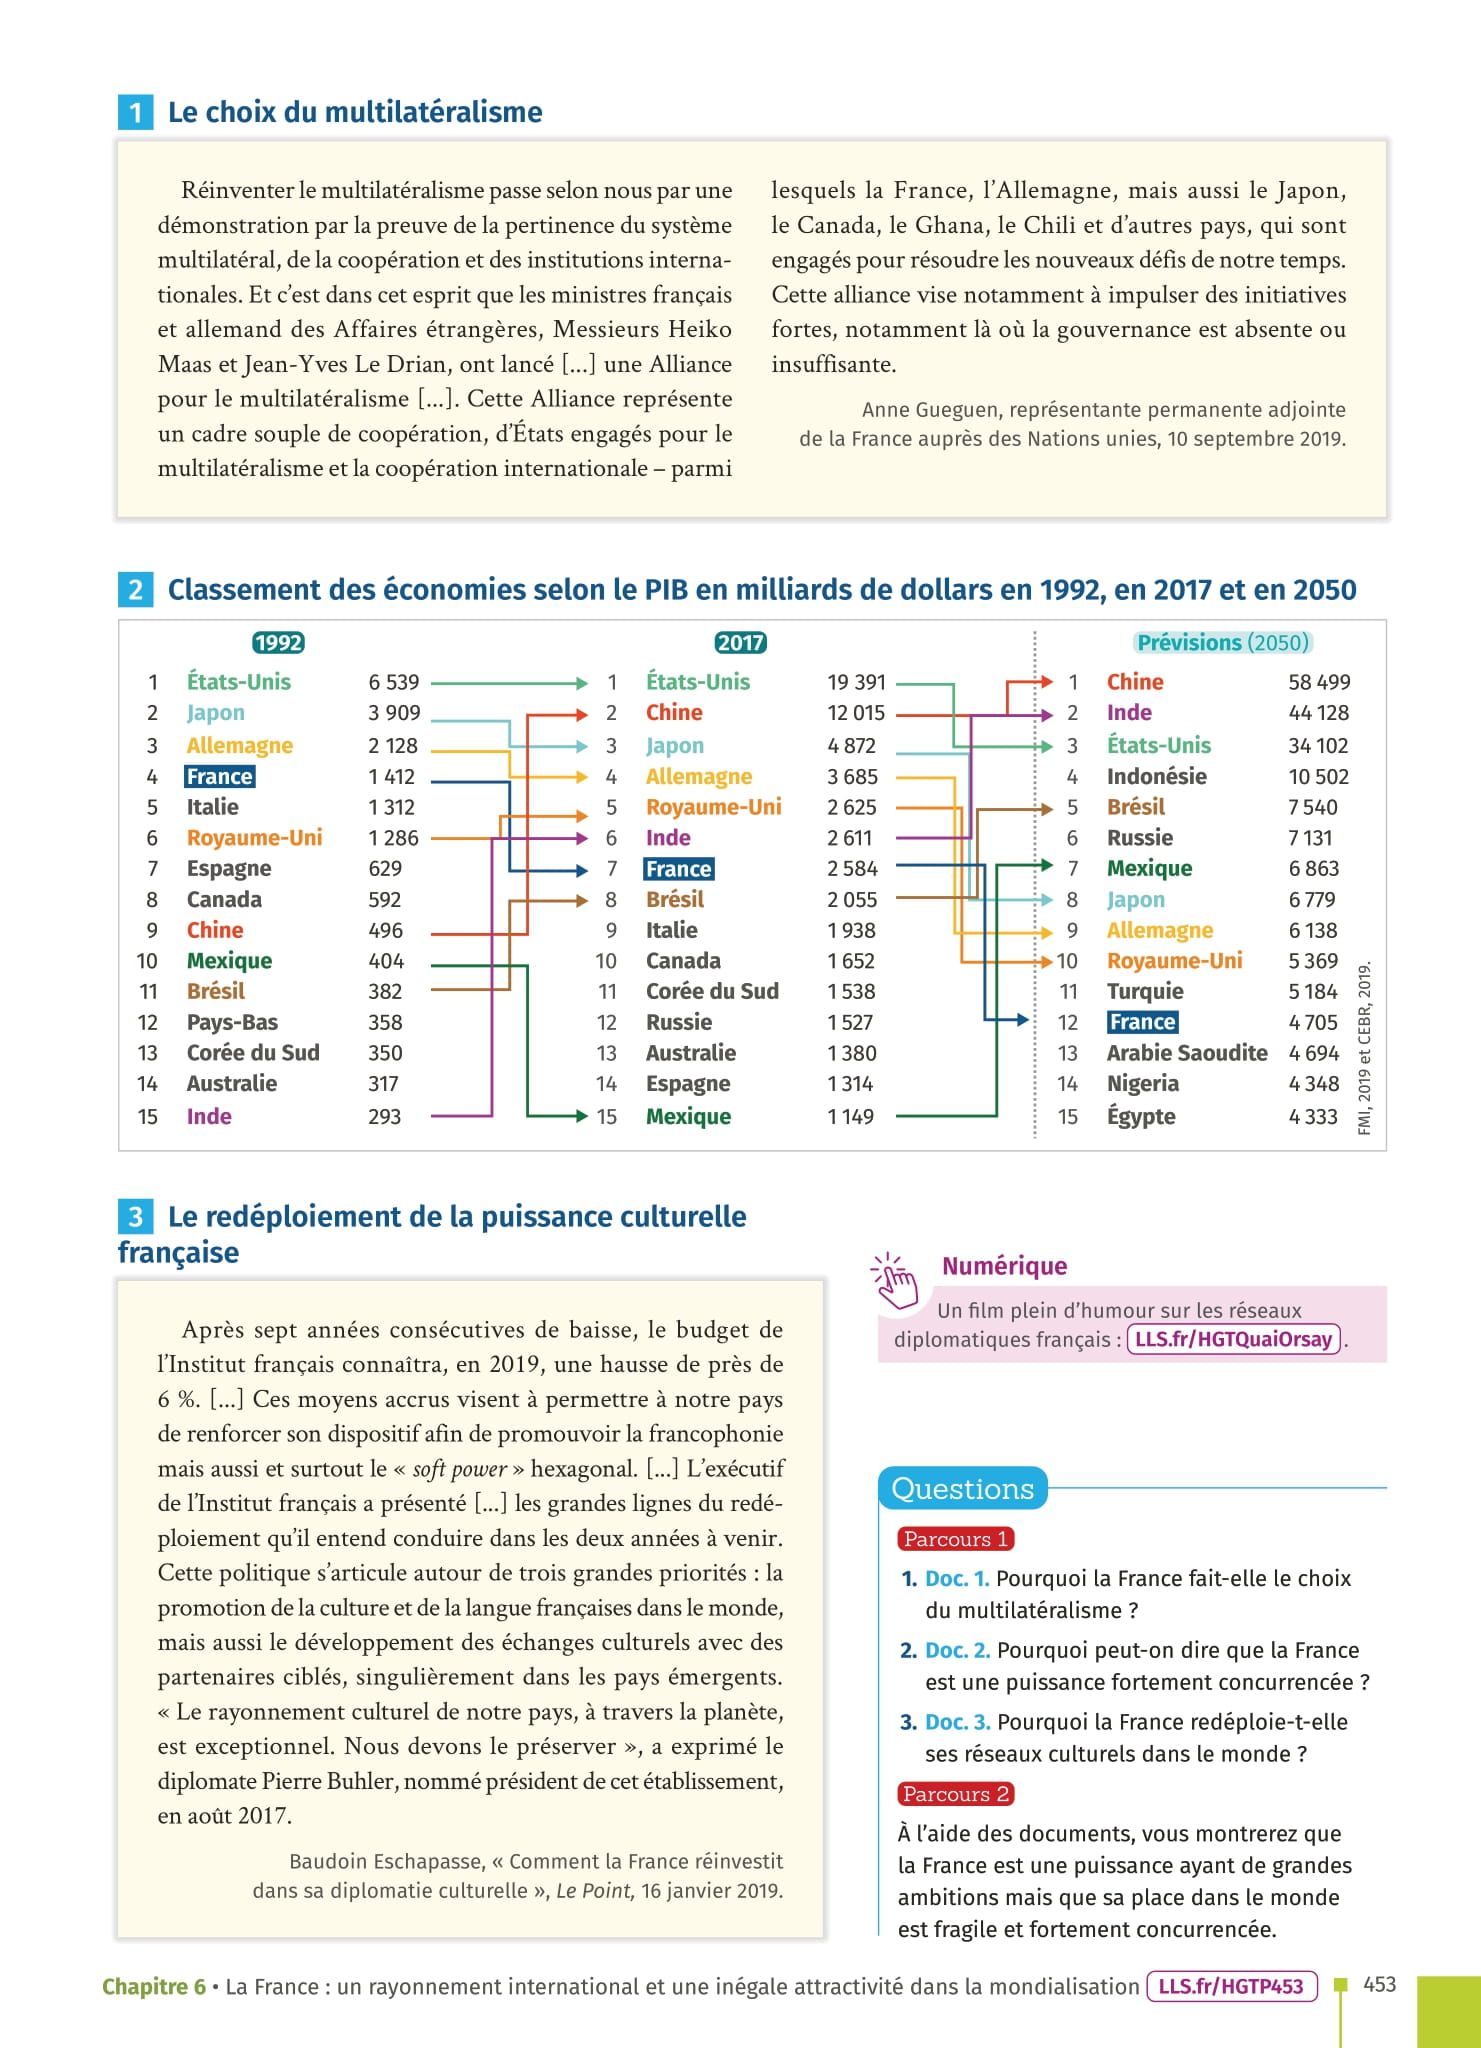 1 Le choix du multilatéralisme
Réinventer le multilatéralisme passe selon nous par une
démonstration par la preuve de la pertinence du système
multilatéral, de la coopération et des institutions interna-
tionales. Et c’est dans cet esprit que les ministres français
et allemand des Affaires étrangères, Messieurs Heiko
Maas et Jean-Yves Le Drian, ont lancé [...] une Alliance
pour le multilatéralisme [...]. Cette Alliance représente
un cadre souple de coopération, d’États engagés pour le
multilatéralisme et la coopération internationale – parmi
lesquels la France, l’Allemagne, mais aussi le Japon,
le Canada, le Ghana, le Chili et d’autres pays, qui sont
engagés pour résoudre les nouveaux défis de notre temps.
Cette alliance vise notamment à impulser des initiatives
fortes, notamment là où la gouvernance est absente ou
insuffisante.
Anne Gueguen, représentante permanente adjointe
de la France auprès des Nations unies, 10 septembre 2019.
2 Classement des économies selon le PIB en milliards de dollars en 1992, en 2017 et en 2050
1992 2017 Prévisions (2050)
1 États-Unis 6 539 1 États-Unis 19 391 1 Chine 58 499
2 Japon 3 909 2 Chine 12 015 2 Inde 44 128
3 Allemagne 2 128 3 Japon 4 872 3 États-Unis 34 102
4 France 1 412 4 Allemagne 3 685 4 Indonésie 10 502
5 Italie 1 312 5 Royaume-Uni 2 625 5 Brésil 7 540
6 Royaume-Uni 1 286 6 Inde 2 611 6 Russie 7 131
7 Espagne 629 7 France 2 584 7 Mexique 6 863
8 Canada 592 8 Brésil 2 055 8 Japon 6 779
9 Chine 496 9 Italie 1 938 9 Allemagne 6 138
10 Mexique 404 10 Canada 1 652 10 Royaume-Uni 5 369
11 Brésil 382 11 Corée du Sud 1 538 11 Turquie 5 184
12 Pays-Bas 358 12 Russie 1 527 12 France 4 705
13 Corée du Sud 350 13 Australie 1 380 13 Arabie Saoudite 4 694
14 Australie 317 14 Espagne 1 314 14 Nigeria 4 348
15 Inde 293 15 Mexique 1 149 15 Égypte 4 333
FMI, 2019 et CEBR, 2019.
3 Le redéploiement de la puissance culturelle
française
Après sept années consécutives de baisse, le budget de
l’Institut français connaîtra, en 2019, une hausse de près de
6 %. [...] Ces moyens accrus visent à permettre à notre pays
de renforcer son dispositif afin de promouvoir la francophonie
mais aussi et surtout le « soft power » hexagonal. [...] L’exécutif
de l’Institut français a présenté [...] les grandes lignes du redé-
ploiement qu’il entend conduire dans les deux années à venir.
Cette politique s’articule autour de trois grandes priorités : la
promotion de la culture et de la langue françaises dans le monde,
mais aussi le développement des échanges culturels avec des
partenaires ciblés, singulièrement dans les pays émergents.
« Le rayonnement culturel de notre pays, à travers la planète,
est exceptionnel. Nous devons le préserver », a exprimé le
diplomate Pierre Buhler, nommé président de cet établissement,
en août 2017.
Baudoin Eschapasse, « Comment la France réinvestit
dans sa diplomatie culturelle », Le Point, 16 janvier 2019.
Numérique
Un film plein d’humour sur les réseaux
diplomatiques français : LLS.fr/HGTQuaiOrsay .
Questions
Parcours 1
1. Doc. 1. Pourquoi la France fait-elle le choix
du multilatéralisme ?
2. Doc. 2. Pourquoi peut-on dire que la France
est une puissance fortement concurrencée ?
3. Doc. 3. Pourquoi la France redéploie-t-elle
ses réseaux culturels dans le monde ?
Parcours 2
À l’aide des documents, vous montrerez que
la France est une puissance ayant de grandes
ambitions mais que sa place dans le monde
est fragile et fortement concurrencée.
Chapitre 6 • La France : un rayonnement international et une inégale attractivité dans la mondialisation LLS.fr/HGTP453 453